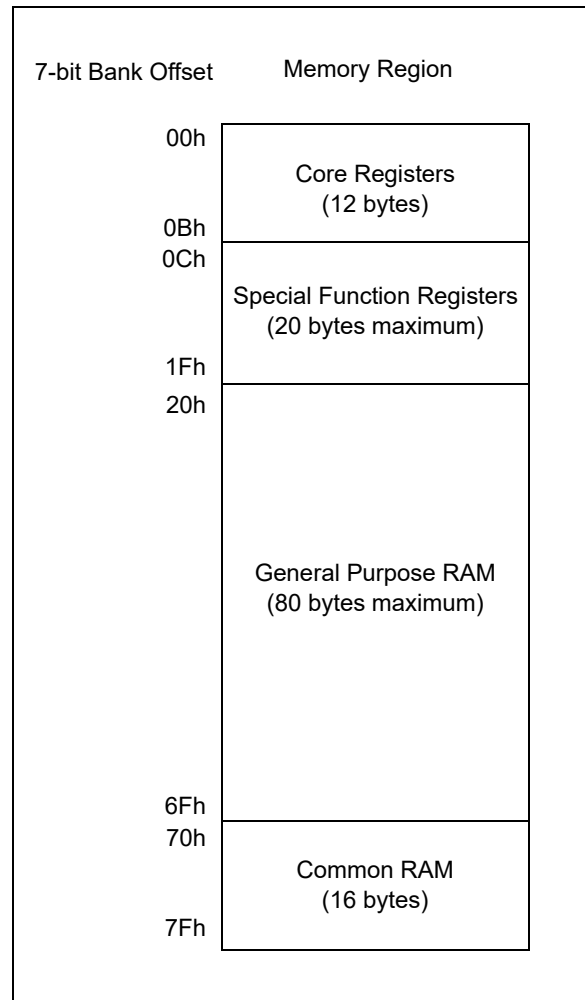 7-bit Bank Offset
Memory Region
00h
Core Registers
(12 bytes)
0Bh
0Ch
Special Function Registers
(20 bytes maximum)
1Fh
20h
General Purpose RAM
(80 bytes maximum)
6Fh
70h
Common RAM
(16 bytes)
7Fh